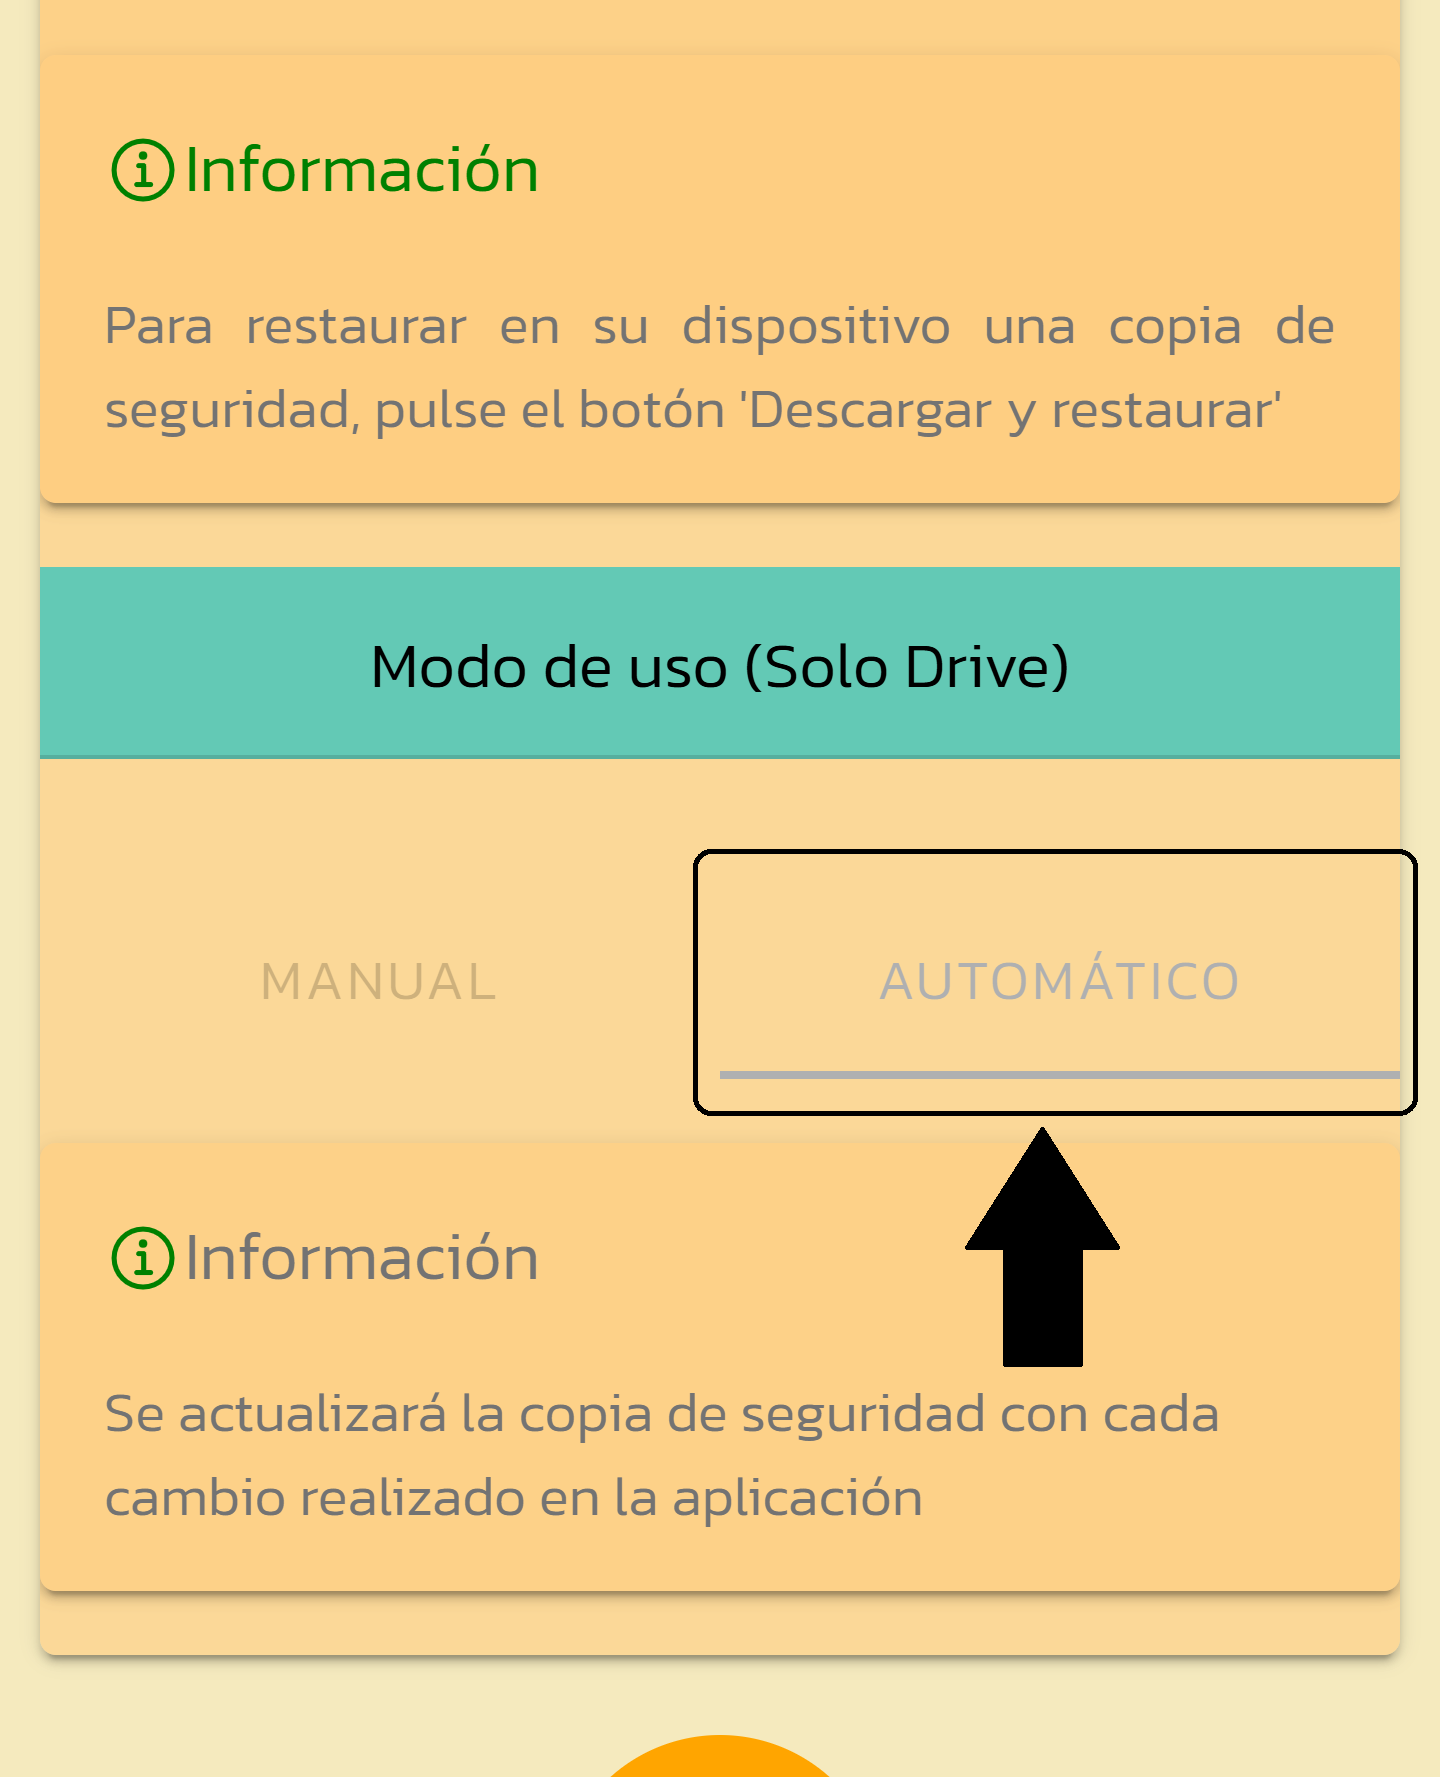 Información
Para restaurar en su dispositivo una copia de
seguridad, pulse el botón 'Descargar y restaurar'
Modo de uso (Solo Drive)
MANUAL
AUTOMÁTICO
Información
Se actualizará la copia de seguridad con cada
cambio realizado en la aplicación